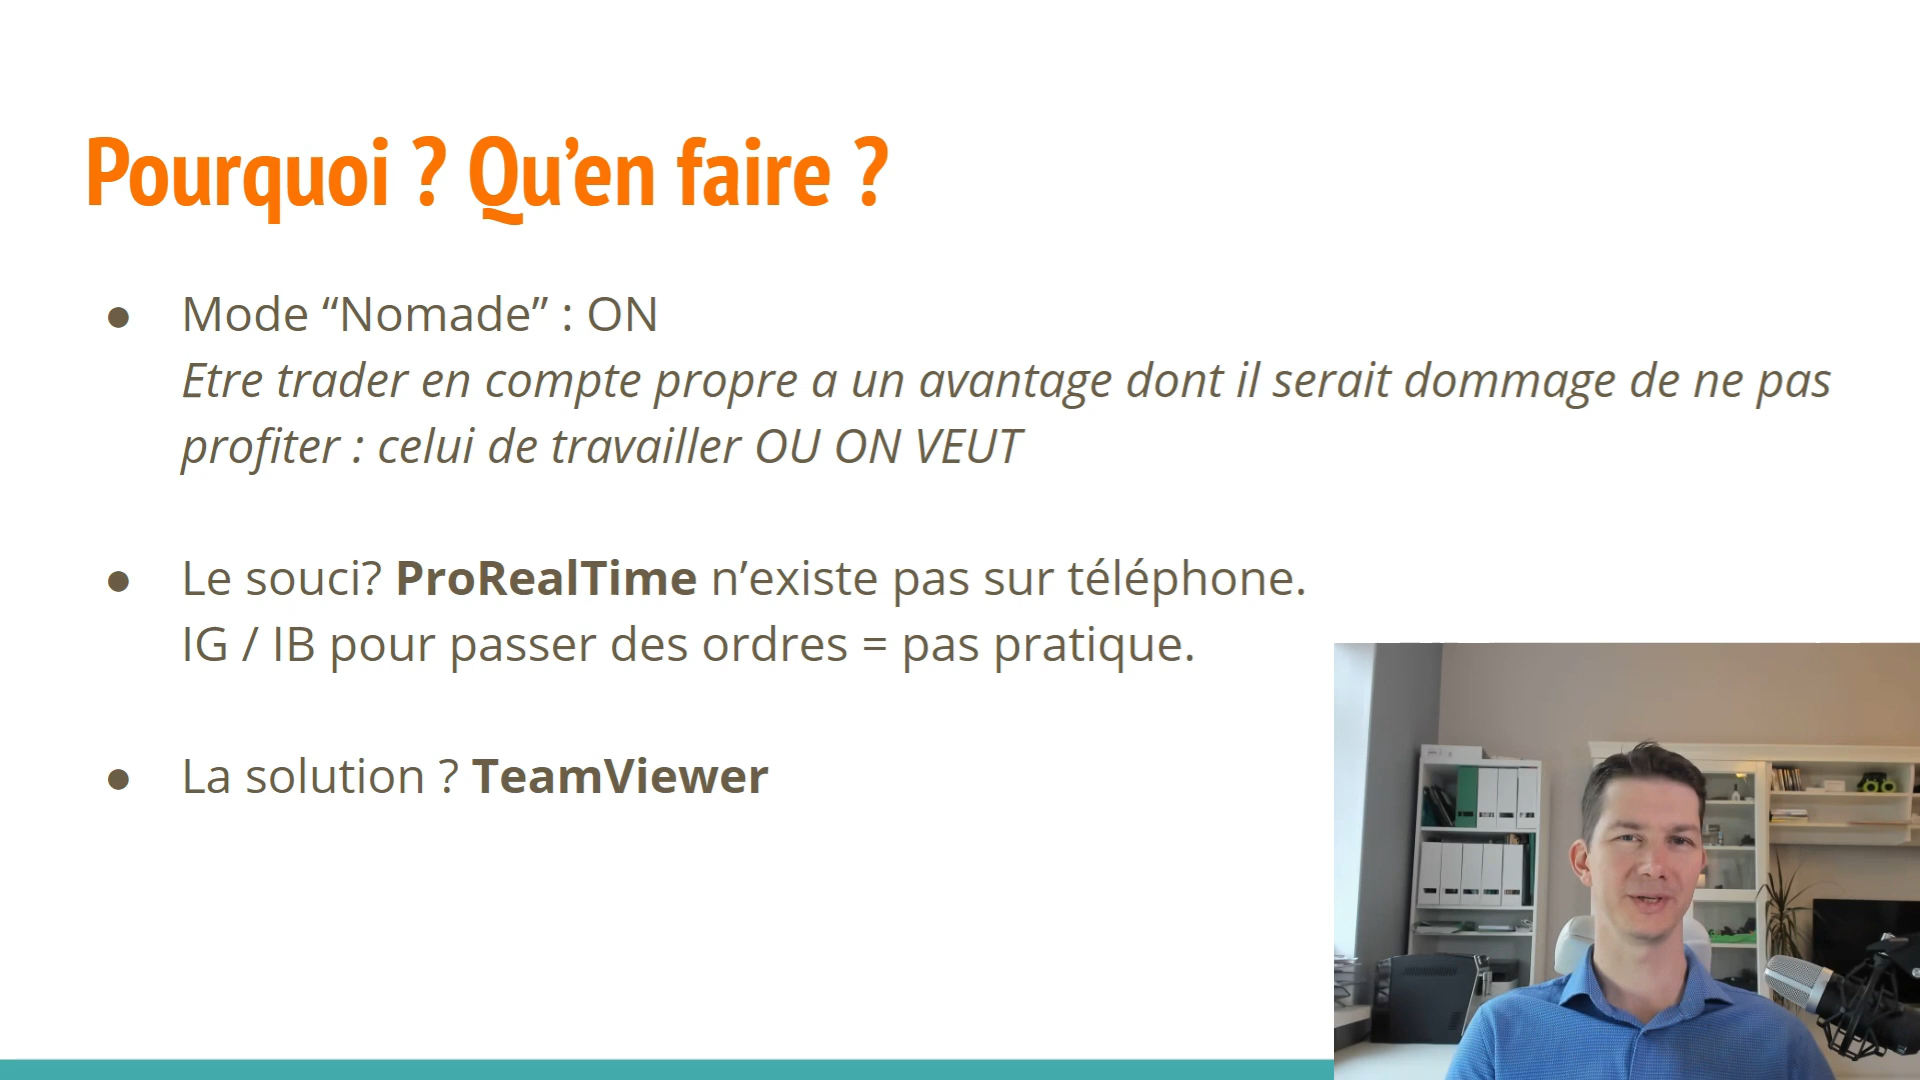 Pourquoi ? Qu’en faire ?
● Mode “Nomade” : ON
Etre trader en compte propre a un avantage dont il serait dommage de ne pas
profiter : celui de travailler OU ON VEUT
● Le souci? ProRealTime n’existe pas sur téléphone.
IG / IB pour passer des ordres = pas pratique.
● La solution ? TeamViewer